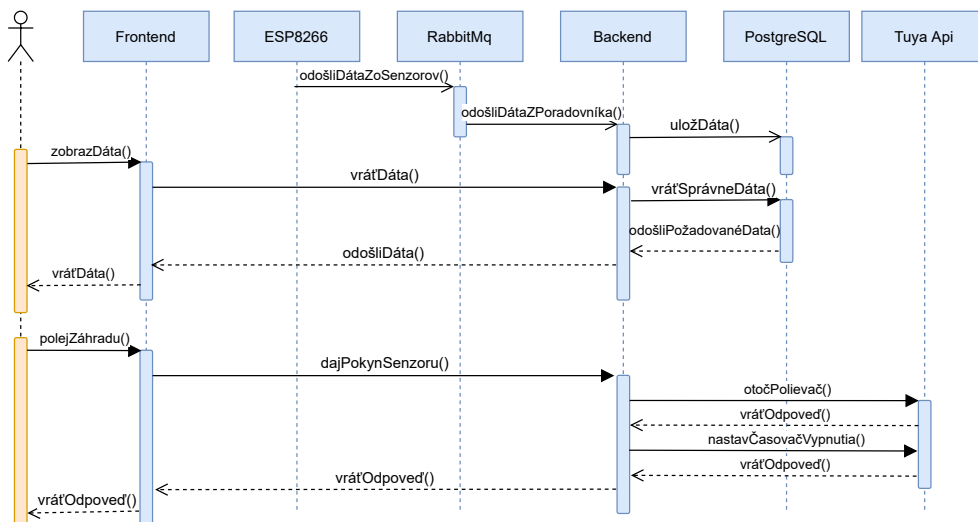 Frontend
ESP8266
RabbitMq
Backend
PostgreSQL
Tuya Api
odošliDátaZoSenzorov()
odošliDátaZPoradovníka()
uložDáta()
zobrazDáta()
vráťDáta()
vráťSprávneDáta()
odošliPožadovanéData()
odošliDáta()
vráťDáta()
polejZáhradu()
dajPokynSenzoru()
otočPolievač()
vráťOdpoveď()
nastavČasovačVypnutia()
vráťOdpoveď()
vráťOdpoveď()
vráťOdpoveď()